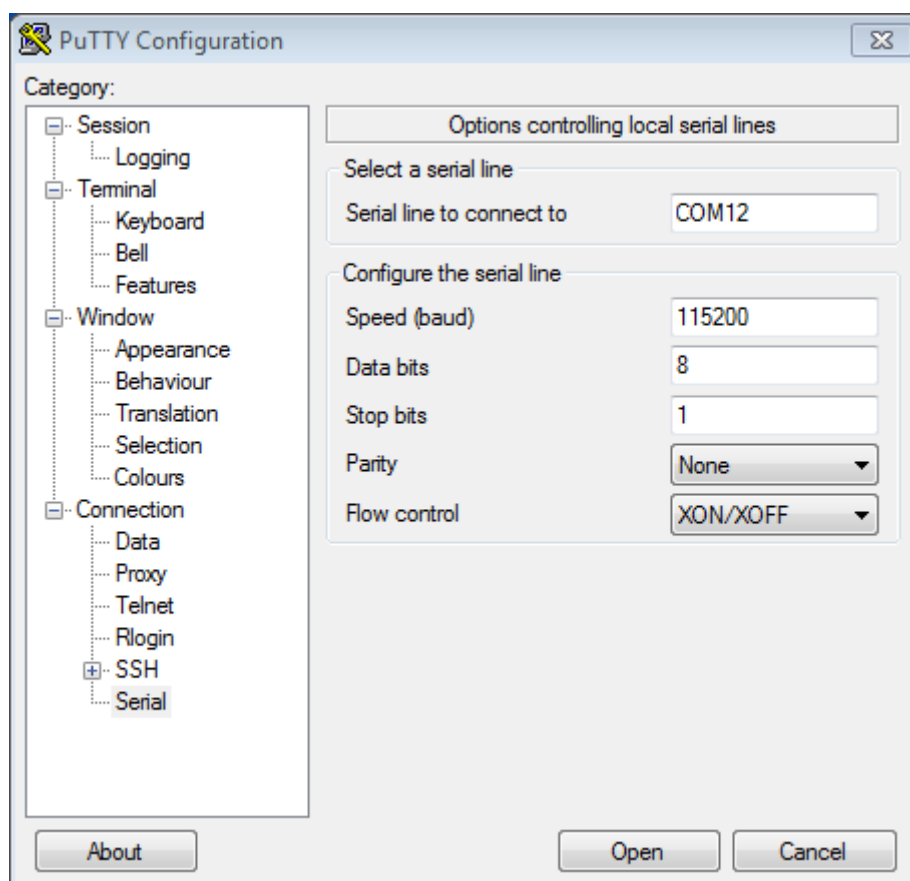 PuTTY Configuration
Category:
Session
Logging
Terminal
Keyboard
Bell
Features
Window
Appearance
Behaviour
Translation
Selection
Colours
Connection
Data
Proxy
Telnet
Rlogin
SSH
Serial
Options controlling local serial lines
Select a serial line
Serial line to connect to COM12
Configure the serial line
Speed (baud) 115200
Data bits 8
Stop bits 1
Parity None
Flow control XON/XOFF
About Open Cancel